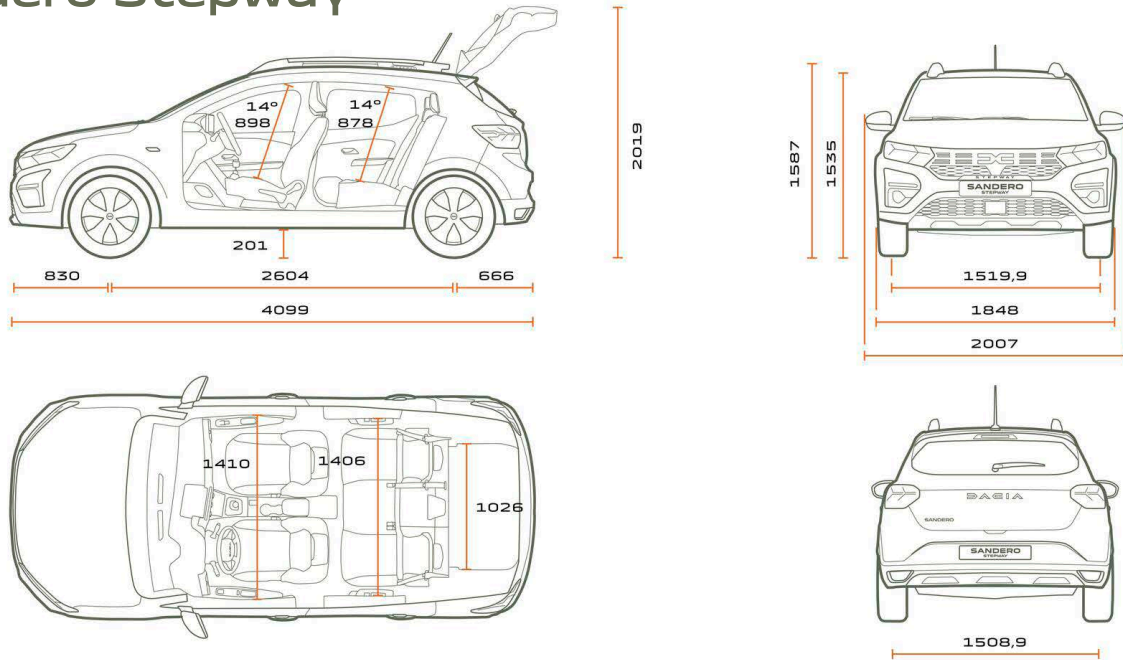 Stepway
14°
898
14°
878
2019
1587
1535
STEPWAY
SANDERO
STEPWAY
201
830
2604
666
4099
1519,9
1848
2007
1410
1406
1026
DACIA
SANDERO
SANDERO
STEPWAY
1508,9